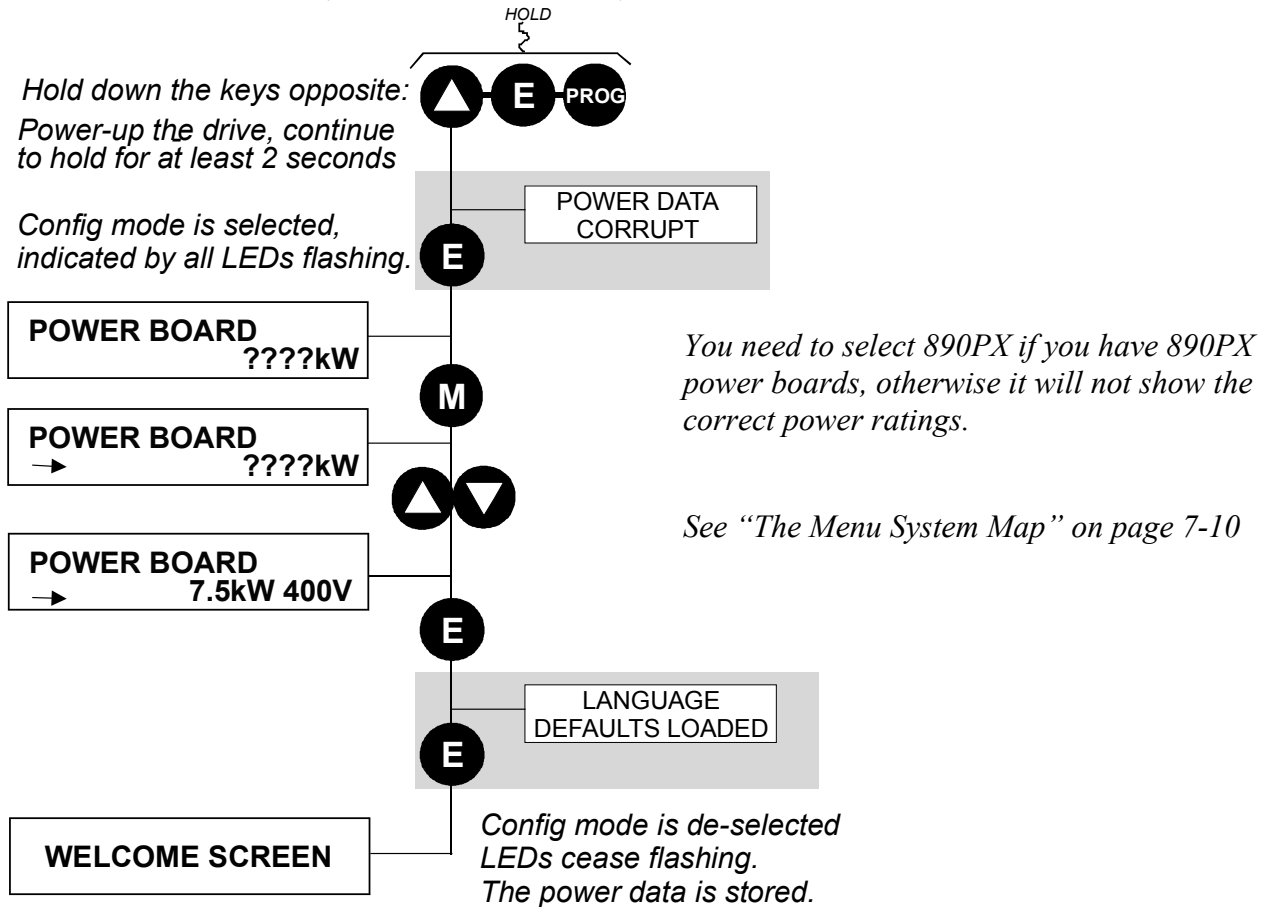 HOLD
Hold down the keys opposite:
E
PROG
Power-up the drive, continue
to hold for at least 2 seconds
POWER DATA
CORRUPT
Config mode is selected,
indicated by all LEDs flashing.
E
POWER BOARD
????kW
You need to select 890PX if you have 890PX
power boards, otherwise it will not show the
correct power ratings.
M
POWER BOARD
????kW
See “The Menu System Map” on page 7-10
POWER BOARD
7.5kW 400V
E
LANGUAGE
DEFAULTS LOADED
E
WELCOME SCREEN
Config mode is de-selected
LEDs cease flashing.
The power data is stored.